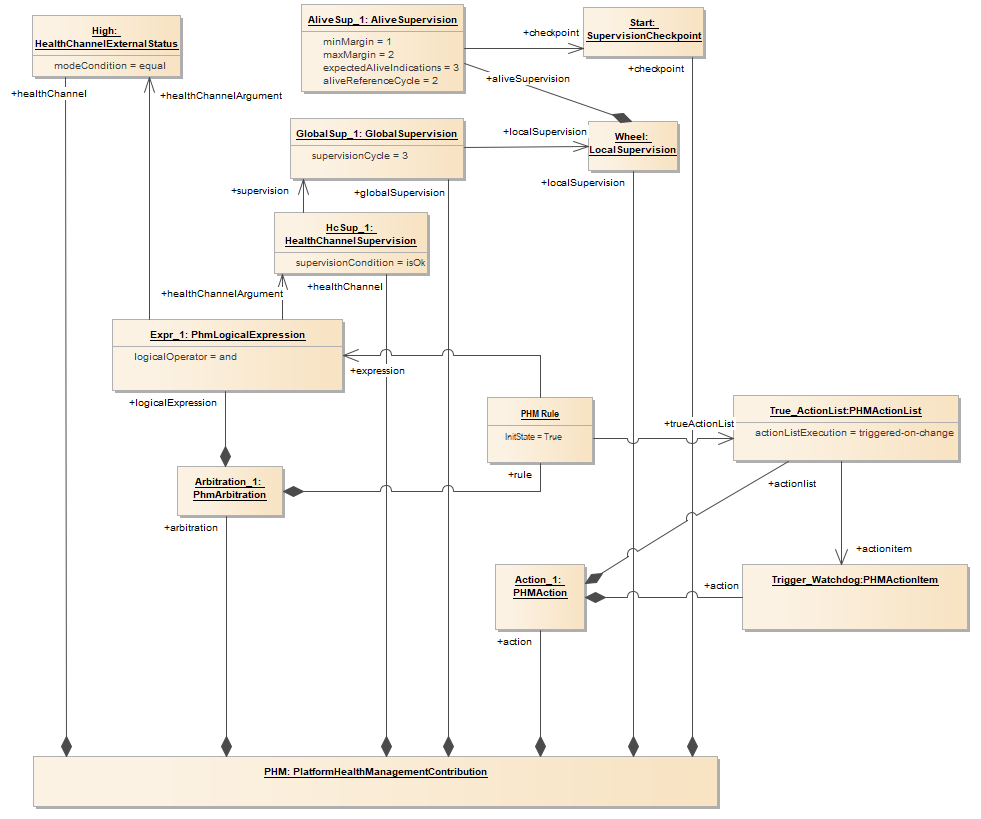 High:
HealthChannelExternalStatus
modeCondition = equal
AliveSup_1: AliveSupervision
minMargin = 1
maxMargin = 2
expectedAliveIndications = 3
aliveReferenceCycle = 2
+checkpoint
Start:
SupervisionCheckpoint
+checkpoint
+healthChannel
+healthChannelArgument
+aliveSupervision
GlobalSup_1: GlobalSupervision
supervisionCycle = 3
+localSupervision
Wheel:
LocalSupervision
+localSupervision
+supervision
+globalSupervision
HcSup_1:
HealthChannelSupervision
supervisionCondition = isOk
+healthChannelArgument
+healthChannel
Expr_1: PhmLogicalExpression
logicalOperator = and
+expression
+logicalExpression
PHM Rule
InitState = True
+rule
+trueActionList
True_ActionList:PHMActionList
actionListExecution = triggered-on-change
Arbitration_1:
PhmArbitration
+arbitration
+actionlist
+actionitem
Action_1:
PHMAction
+action
+action
Trigger_Watchdog:PHMActionItem
PHM: PlatformHealthManagementContribution